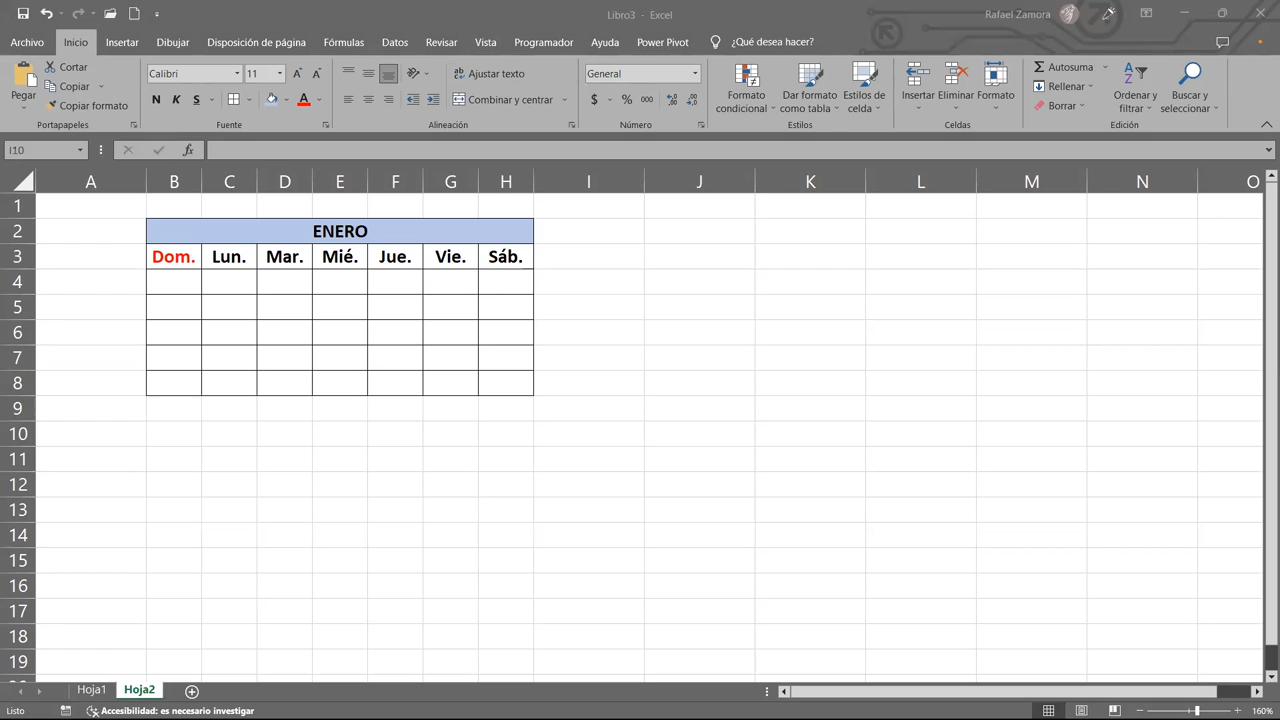 Libro3 - Excel
Rafael Zamora
Archivo Inicio Insertar Dibujar Disposición de página Fórmulas Datos Revisar Vista Programador Ayuda Power Pivot ¿Qué desea hacer?
Pegar
Cortar
Copiar
Copiar formato
Portapapeles
Calibri 11
N K S A
Fuente
Ajustar texto
Combinar y centrar
Alineación
General
$ % 000
Número
Formato condicional
Dar formato como tabla
Estilos de celda
Estilos
Insertar Eliminar Formato
Celdas
Autosuma
Rellenar
Borrar
Ordenar y filtrar
Buscar y seleccionar
Edición
I10 fx
A B C D E F G H I J K L M N O
1
2 ENERO
3 Dom. Lun. Mar. Mié. Jue. Vie. Sáb.
4
5
6
7
8
9
10
11
12
13
14
15
16
17
18
19
Hoja1 Hoja2
Listo Accesibilidad: es necesario investigar 160%